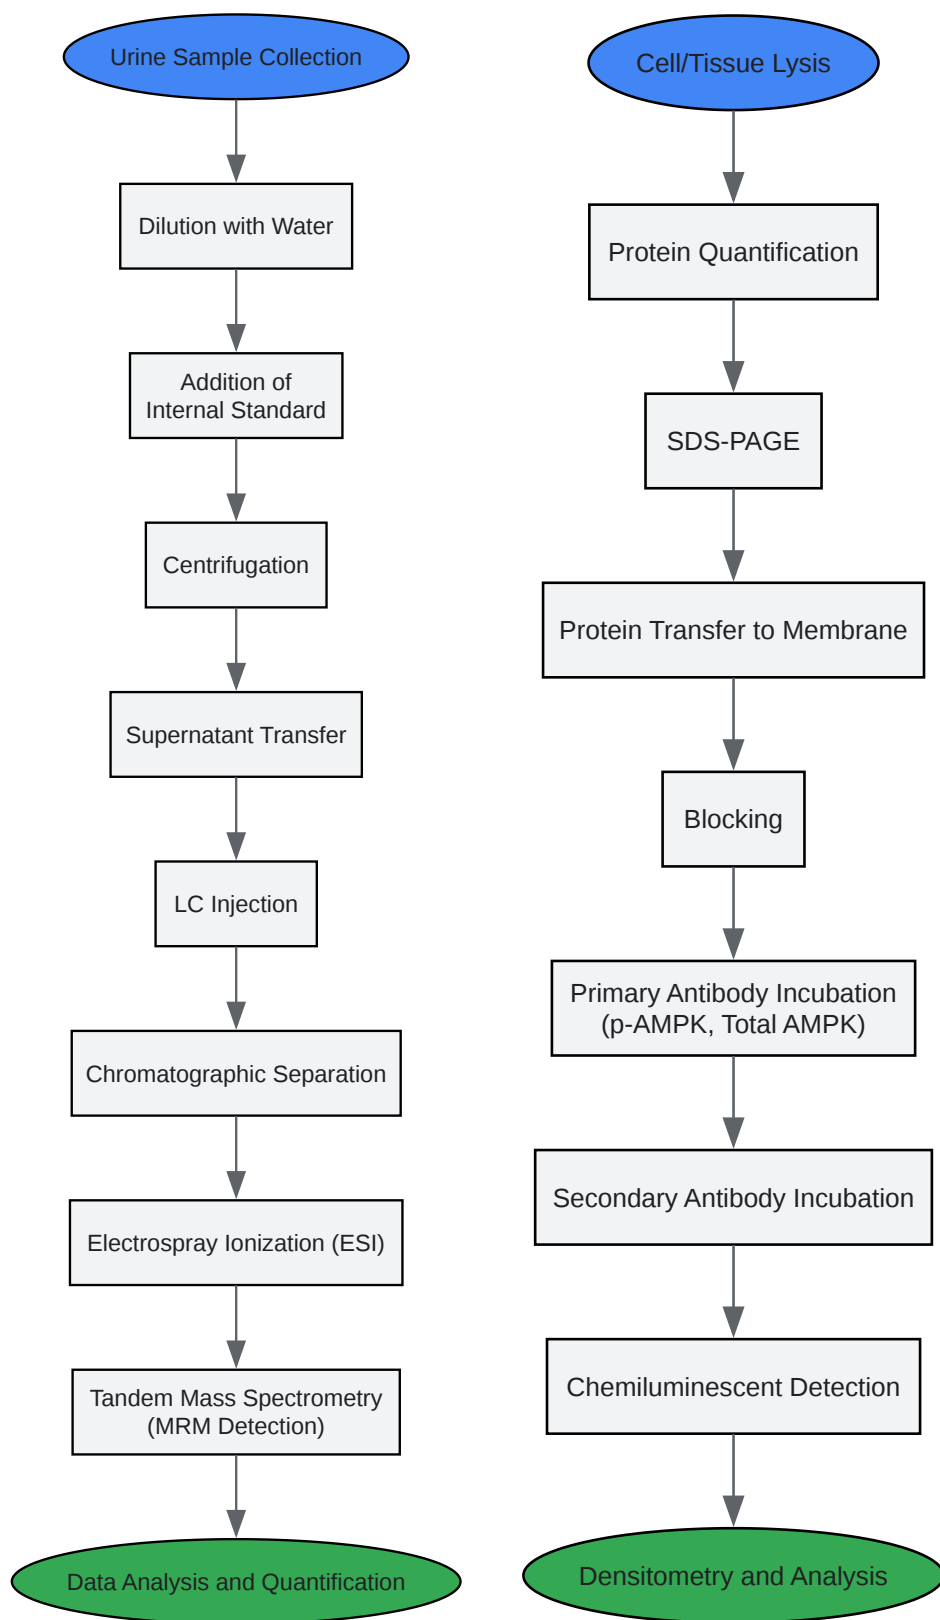 Urine Sample Collection
Dilution with Water
Addition of
Internal Standard
Centrifugation
Supernatant Transfer
LC Injection
Chromatographic Separation
Electrospray Ionization (ESI)
Tandem Mass Spectrometry
(MRM Detection)
Data Analysis and Quantification
Cell/Tissue Lysis
Protein Quantification
SDS-PAGE
Protein Transfer to Membrane
Blocking
Primary Antibody Incubation
(p-AMPK, Total AMPK)
Secondary Antibody Incubation
Chemiluminescent Detection
Densitometry and Analysis